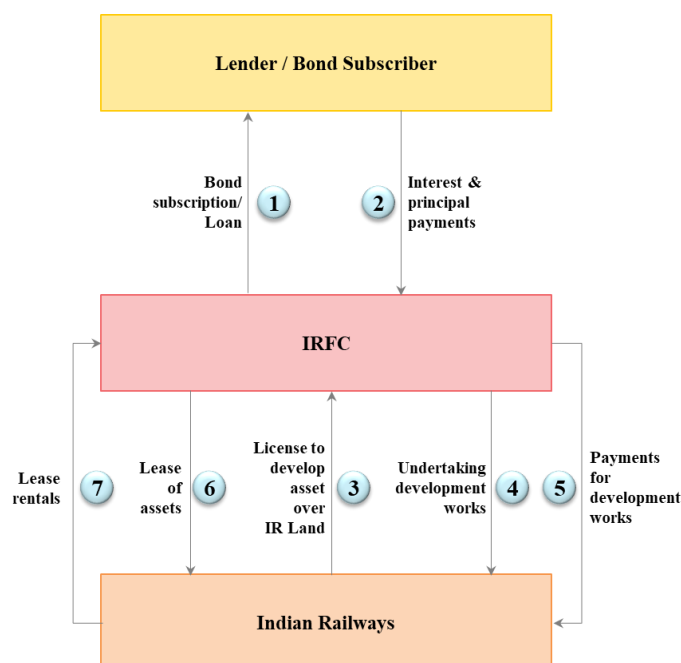 Lender / Bond Subscriber
Bond
subscription/
Loan
1
2
Interest &
principal
payments
IRFC
Lease
rentals
7
Lease
of
assets
6
License to
develop
asset
over
IR Land
3
Undertaking
development
works
4
5
Payments
for
development
works
Indian Railways